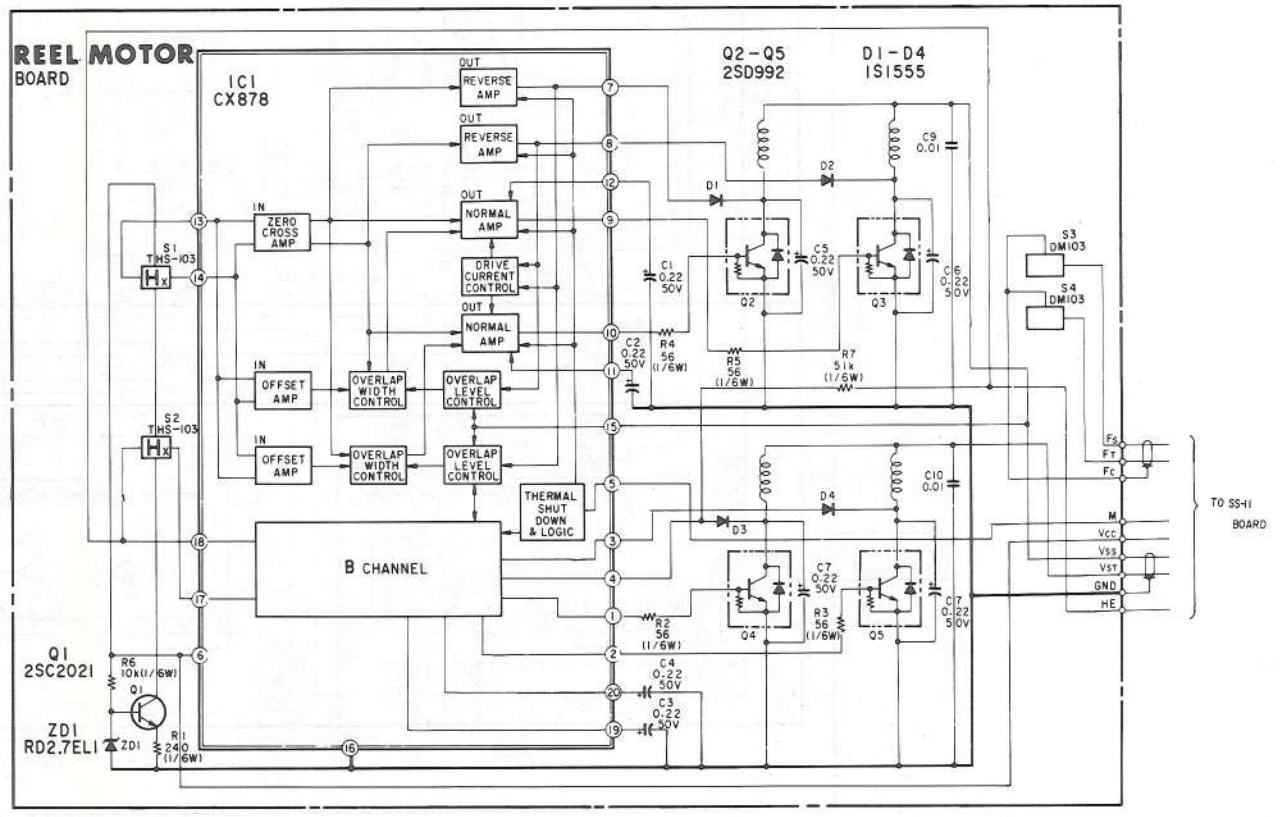 REEL MOTOR
BOARD
IC1
CX878
Q2-Q5
2SD992
D1-D4
1S1555
OUT
REVERSE
AMP
7
OUT
REVERSE
AMP
8
12
OUT
NORMAL
AMP
9
13
IN
ZERO
CROSS
AMP
S1
THS-103
Hx
14
DRIVE
CURRENT
CONTROL
OUT
NORMAL
AMP
10
11
IN
OFFSET
AMP
OVERLAP
WIDTH
CONTROL
OVERLAP
LEVEL
CONTROL
15
S2
THS-103
Hx
IN
OFFSET
AMP
OVERLAP
WIDTH
CONTROL
OVERLAP
LEVEL
CONTROL
THERMAL
SHUT
DOWN
& LOGIC
5
18
B CHANNEL
3
4
17
1
2
6
20
19
16
C9
0.01
D1
D2
C1
0.22
50V
C5
0.22
50V
C6
0.22
50V
Q2
Q3
C2
0.22
50V
R4
56
(1/6W)
R5
56
(1/6W)
R7
51k
(1/6W)
S3
DM103
S4
DM103
C10
0.01
D3
D4
C7
0.22
50V
C7
0.22
50V
R2
56
(1/6W)
Q4
R3
56
(1/6W)
Q5
C4
0.22
50V
C3
0.22
50V
Q1
2SC2021
R6
10k(1/6W)
Q1
ZD1
RD2.7EL1
ZD1
R1
240
(1/6W)
FS
FT
FC
M
VCC
VSS
VST
GND
HE
TO SS-11
BOARD